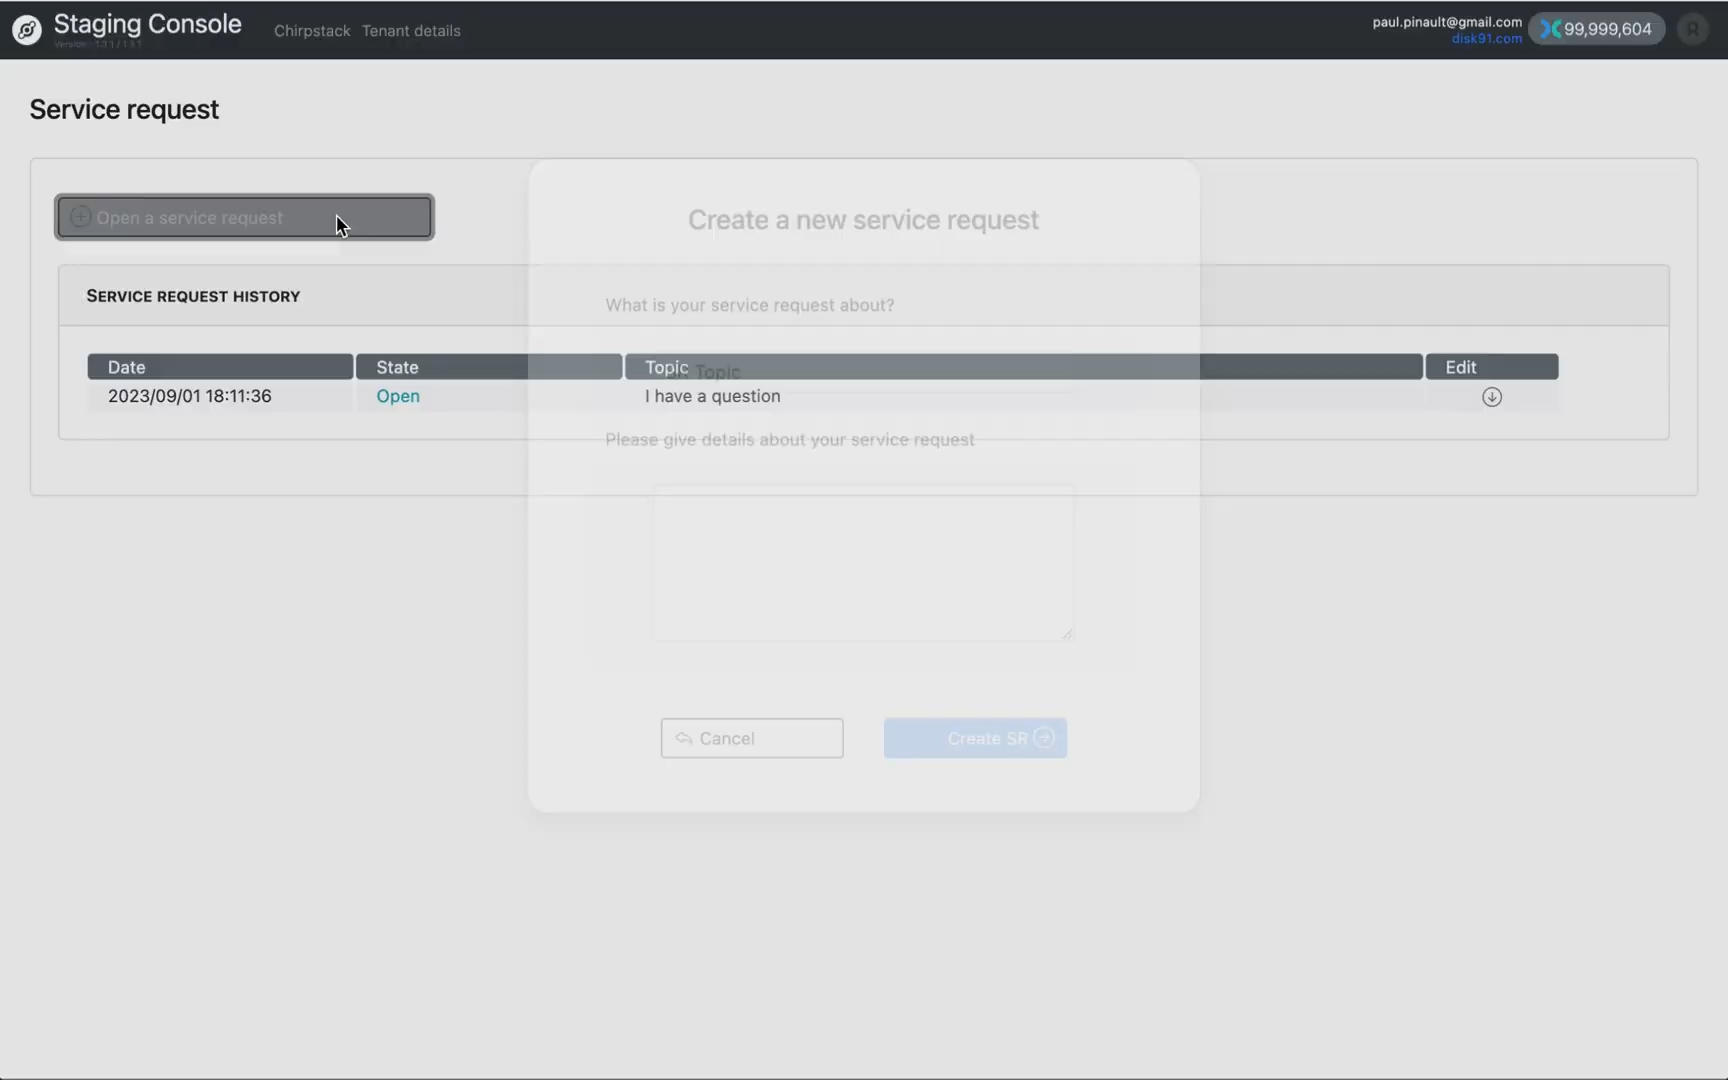 Staging Console
Chirpstack
Tenant details
paul.pinault@gmail.com
disk91.com
99,999,604
R
Service request
Open a service request
Create a new service request
SERVICE REQUEST HISTORY
What is your service request about?
Date
State
Topic
Topic
Edit
2023/09/01 18:11:36
Open
I have a question
Please give details about your service request
Cancel
Create SR